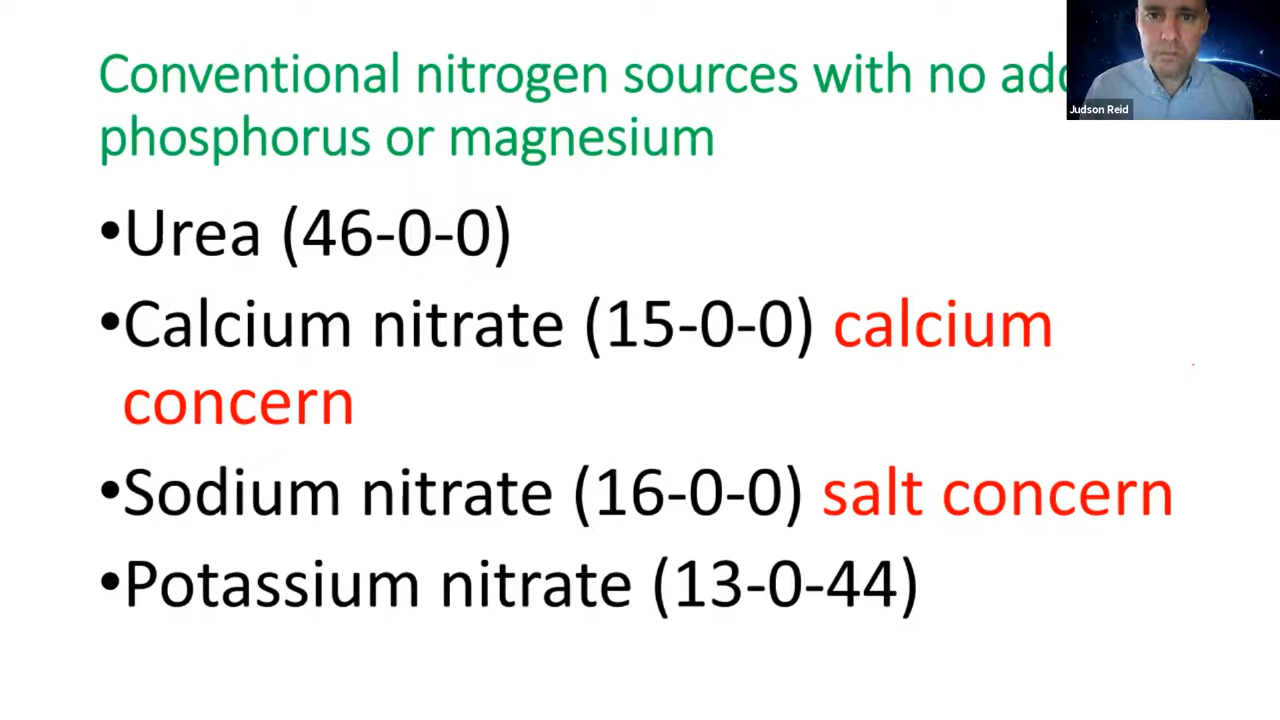 Conventional nitrogen sources with no
phosphorus or magnesium
Judson Reid
•Urea (46-0-0)
•Calcium nitrate (15-0-0) calcium
concern
•Sodium nitrate (16-0-0) salt concern
•Potassium nitrate (13-0-44)